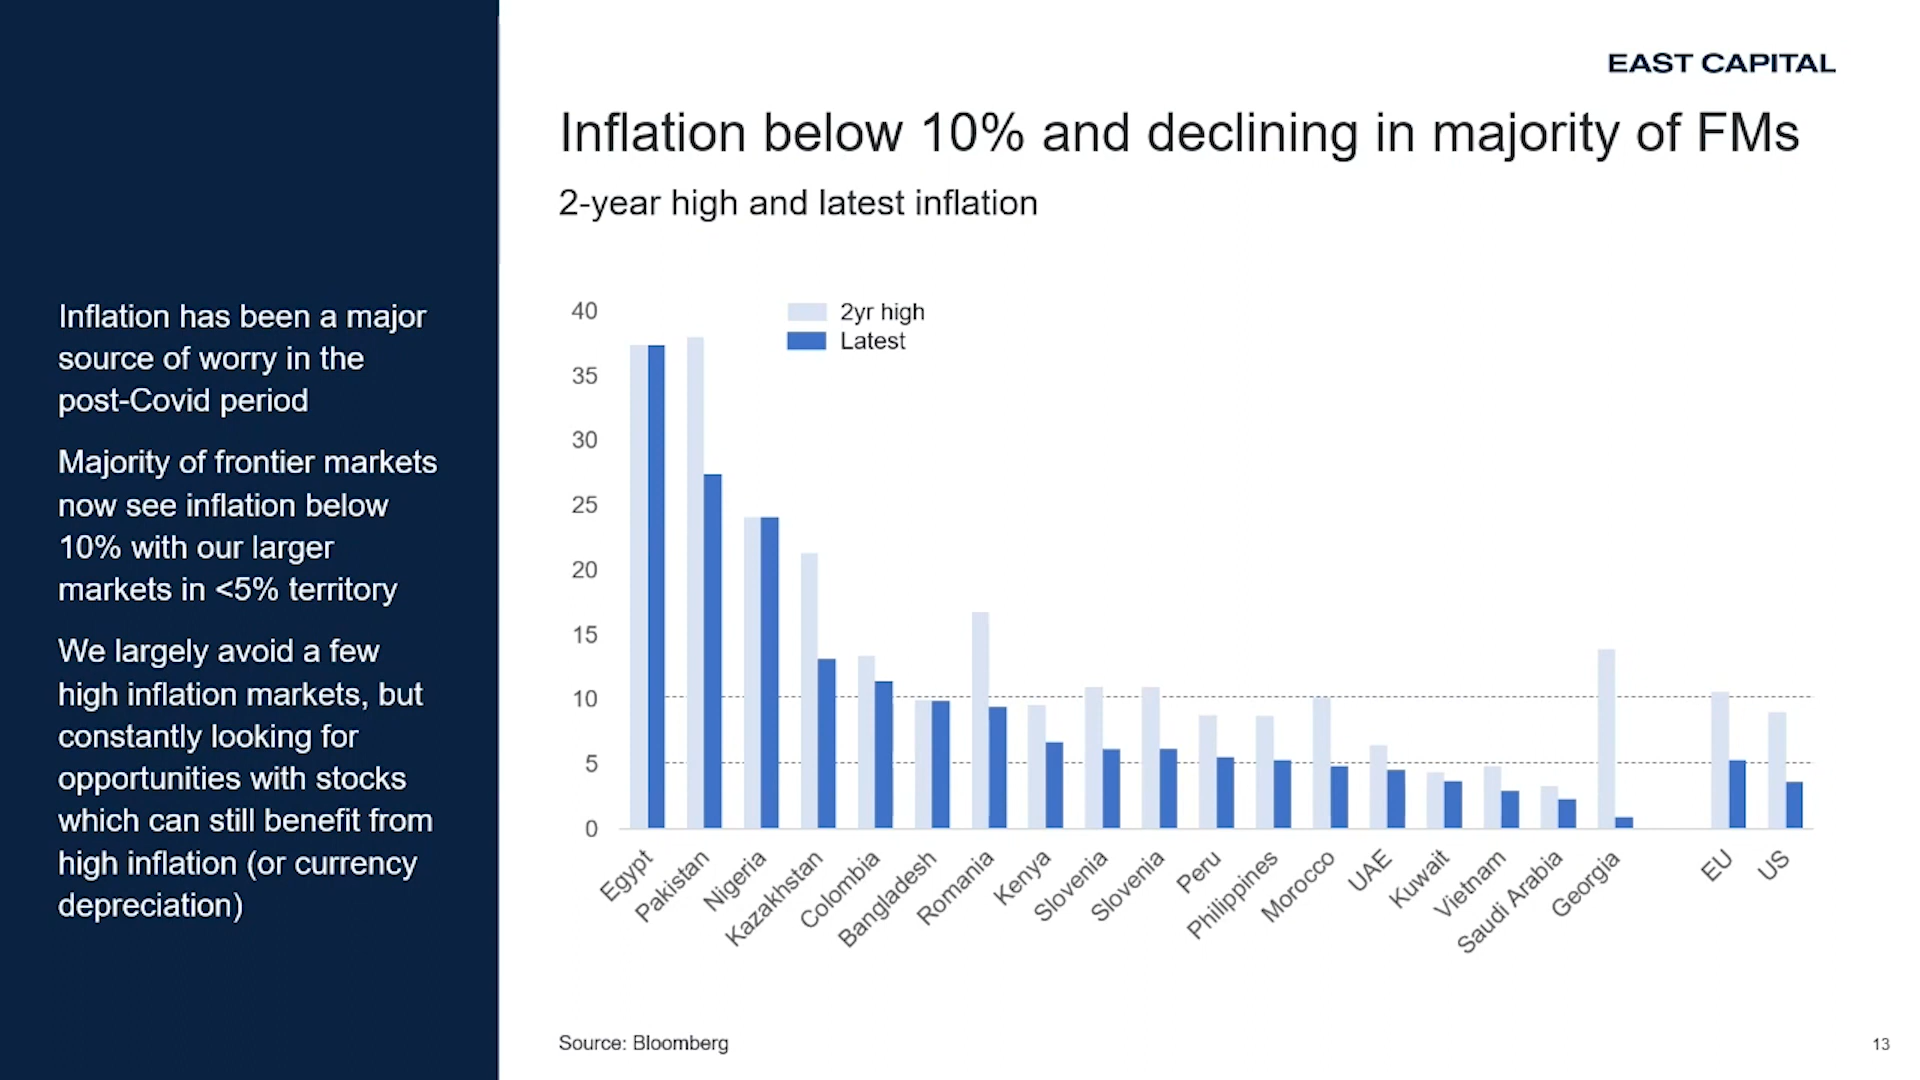 EAST CAPITAL
Inflation below 10% and declining in majority of FMs
2-year high and latest inflation
Inflation has been a major
source of worry in the
post-Covid period
Majority of frontier markets
now see inflation below
10% with our larger
markets in <5% territory
We largely avoid a few
high inflation markets, but
constantly looking for
opportunities with stocks
which can still benefit from
high inflation (or currency
depreciation)
2yr high
Latest
40
35
30
25
20
15
10
5
0
Egypt
Pakistan
Nigeria
Kazakhstan
Colombia
Bangladesh
Romania
Kenya
Slovenia
Slovenia
Peru
Philippines
Morocco
UAE
Kuwait
Vietnam
Saudi Arabia
Georgia
EU
US
Source: Bloomberg
13